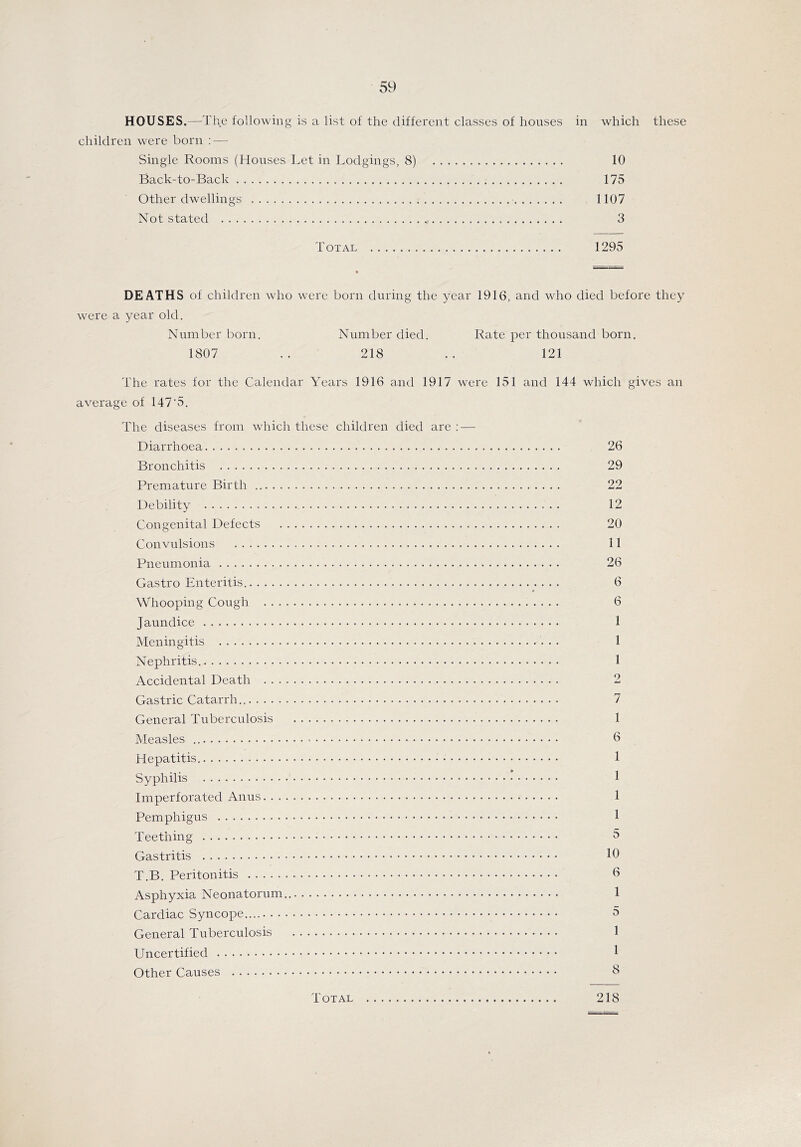 59
HOUSES.—The following is a list of the different classes of houses in which these
children were born :—
Single Rooms (Houses Let in Lodgings, 8) .................. 10
Back-to-Back ............................................ 175
Other dwellings .......................................... 1107
Not stated .............................................. 3
Total .......................... 1295
DEATHS of children who were born during the year 1916, and who died before they
were a year old.
Number born. Number died. Rate per thousand born.
1807 .. 218 .. 121
The rates for the Calendar Years 1916 and 1917 were 151 and 144 which gives an
average of 147·5.
The diseases from which these children died are :—
Diarrhoea................................................ 26
Bronchitis .............................................. 29
Premature Birth ......................................... 22
Debility ................................................ 12
Congenital Defects ...................................... 20
Convulsions ............................................. 11
Pneumonia ............................................... 26
Gastro Enteritis......................................... 6
Whooping Cough .......................................... 6
Jaundice ................................................ 1
Meningitis .............................................. 1
Nephritis................................................ 1
Accidental Death ........................................ 2
Gastric Catarrh.......................................... 7
General Tuberculosis .................................... 1
Measles ................................................. 6
Hepatitis................................................ 1
Syphilis ................................................ 1
Imperforated Anus........................................ 1
Pemphigus ............................................... 1
Teething ................................................ 5
Gastritis ............................................... 10
T.B. Peritonitis ........................................ 6
Asphyxia Neonatorum...................................... 1
Cardiac Syncope.......................................... 5
General Tuberculosis .................................... 1
Uncertified ............................................. 1
Other Causes ............................................ 8
Total .......................... 218